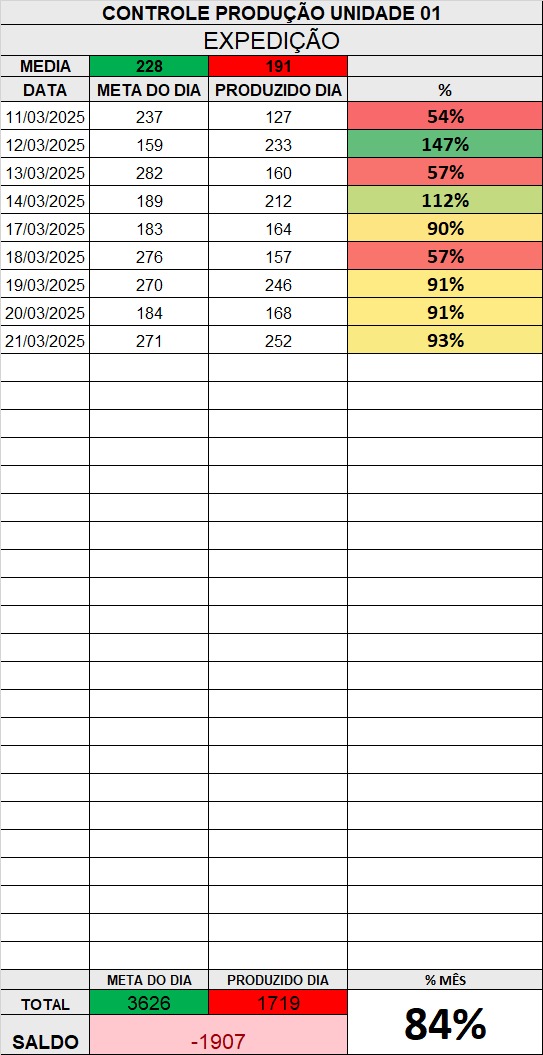 CONTROLE PRODUÇÃO UNIDADE 01
EXPEDIÇÃO
MEDIA 228 191
DATA META DO DIA PRODUZIDO DIA %
11/03/2025 237 127 54%
12/03/2025 159 233 147%
13/03/2025 282 160 57%
14/03/2025 189 212 112%
17/03/2025 183 164 90%
18/03/2025 276 157 57%
19/03/2025 270 246 91%
20/03/2025 184 168 91%
21/03/2025 271 252 93%
META DO DIA PRODUZIDO DIA % MÊS
TOTAL 3626 1719 84%
SALDO -1907